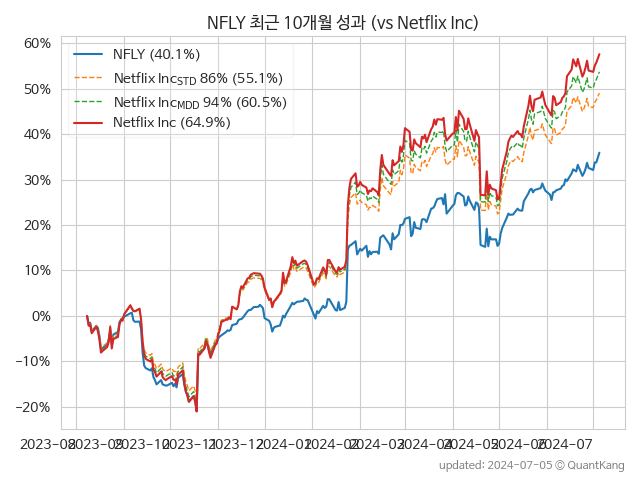 NFLY 최근 10개월 성과 (vs Netflix Inc)
60%
50%
40%
30%
20%
10%
0%
−10%
−20%
NFLY (40.1%)
Netflix IncSTD 86% (55.1%)
Netflix IncMDD 94% (60.5%)
Netflix Inc (64.9%)
2023−08 2023−09 2023−10 2023−11 2023−12 2024−01 2024−02 2024−03 2024−04 2024−05 2024−06 2024−07
updated: 2024-07-05 © QuantKang